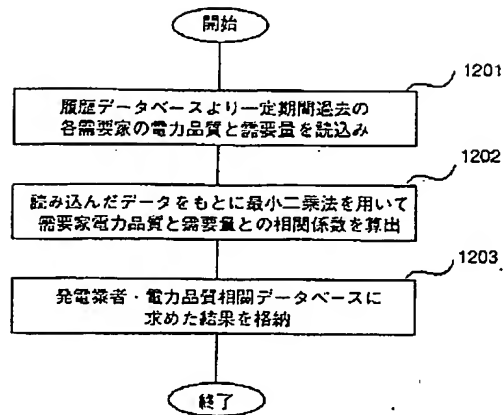 開始
1201
履歴データベースより一定期間過去の
各需要家の電力品質と需要量を読込み
1202
読み込んだデータをもとに最小二乗法を用いて
需要家電力品質と需要量との相関係数を算出
1203
発電業者・電力品質相関データベースに
求めた結果を格納
終了